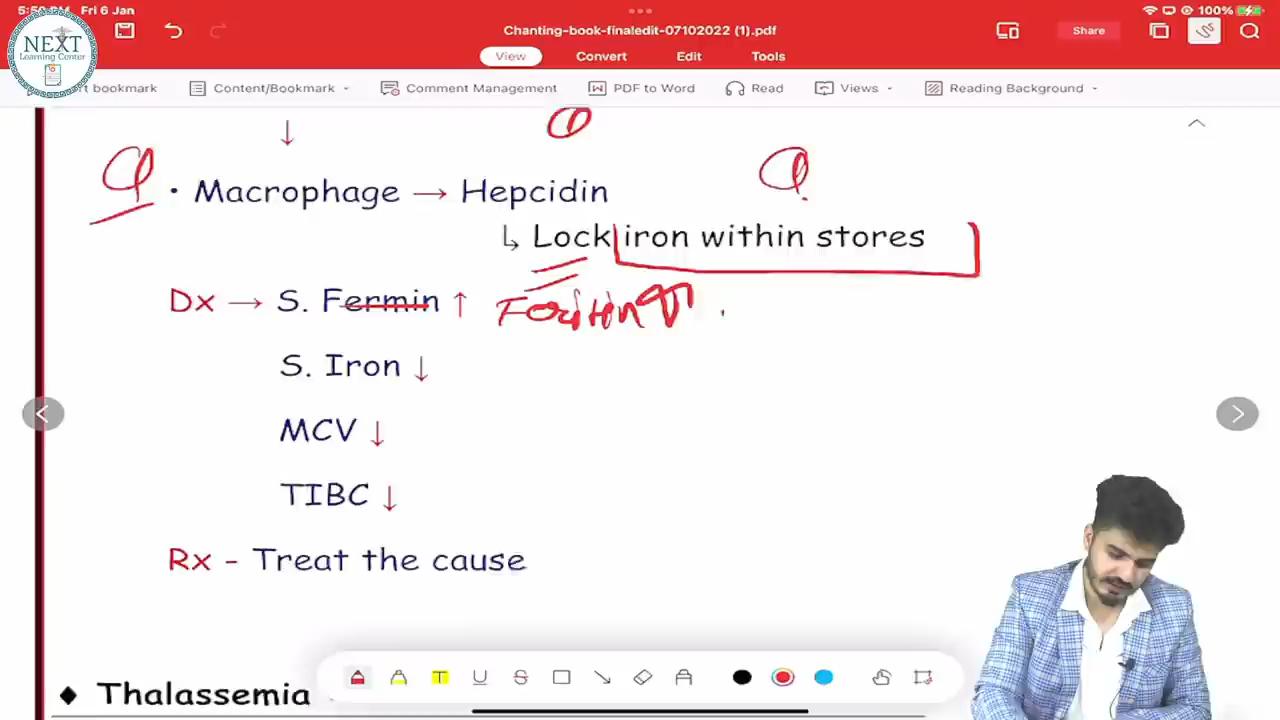 5:59 PM Fri 6 Jan
100%
NEXT
Learning Center
Chanting-book-finaledit-07102022 (1).pdf
Share
View
Convert
Edit
Tools
bookmark
Content/Bookmark
Comment Management
PDF to Word
Read
Views
Reading Background
↓
• Macrophage → Hepcidin
↳ Lock iron within stores
Dx → S. Fermin ↑ Ferritin ↑
S. Iron ↓
MCV ↓
TIBC ↓
Rx - Treat the cause
T U S
◆ Thalassemia